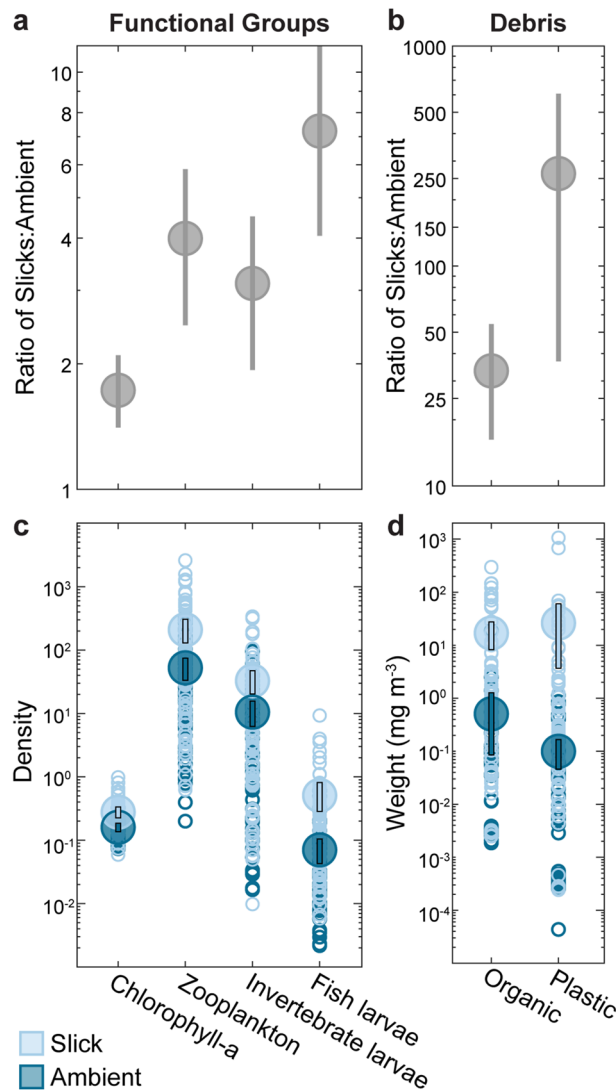 a Functional Groups
b Debris
Ratio of Slicks:Ambient
10
8
6
4
2
1
Ratio of Slicks:Ambient
1000
500
250
150
100
50
25
10
c
Density
10³
10²
10¹
10⁰
10⁻¹
10⁻²
Chlorophyll-a
Zooplankton
Invertebrate larvae
Fish larvae
d
Weight (mg m⁻³)
10³
10²
10¹
10⁰
10⁻¹
10⁻²
10⁻³
10⁻⁴
Organic
Plastic
Slick
Ambient